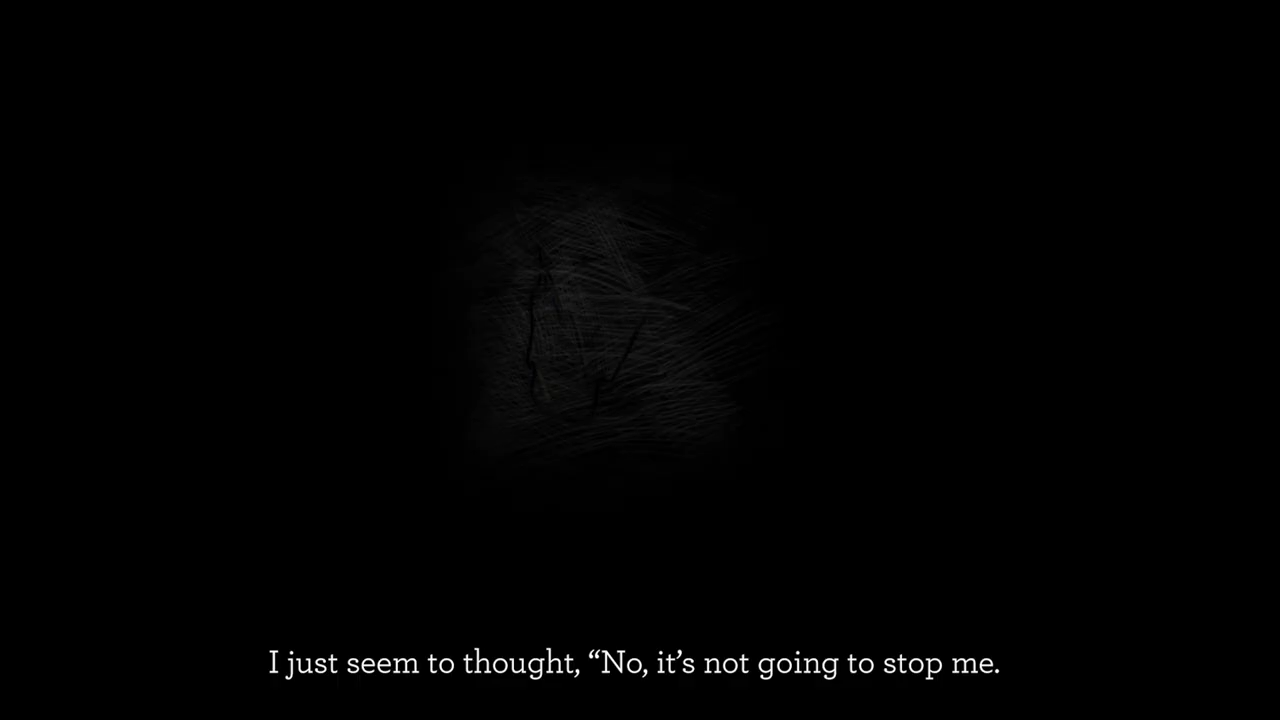 I just seem to thought, “No, it’s not going to stop me.